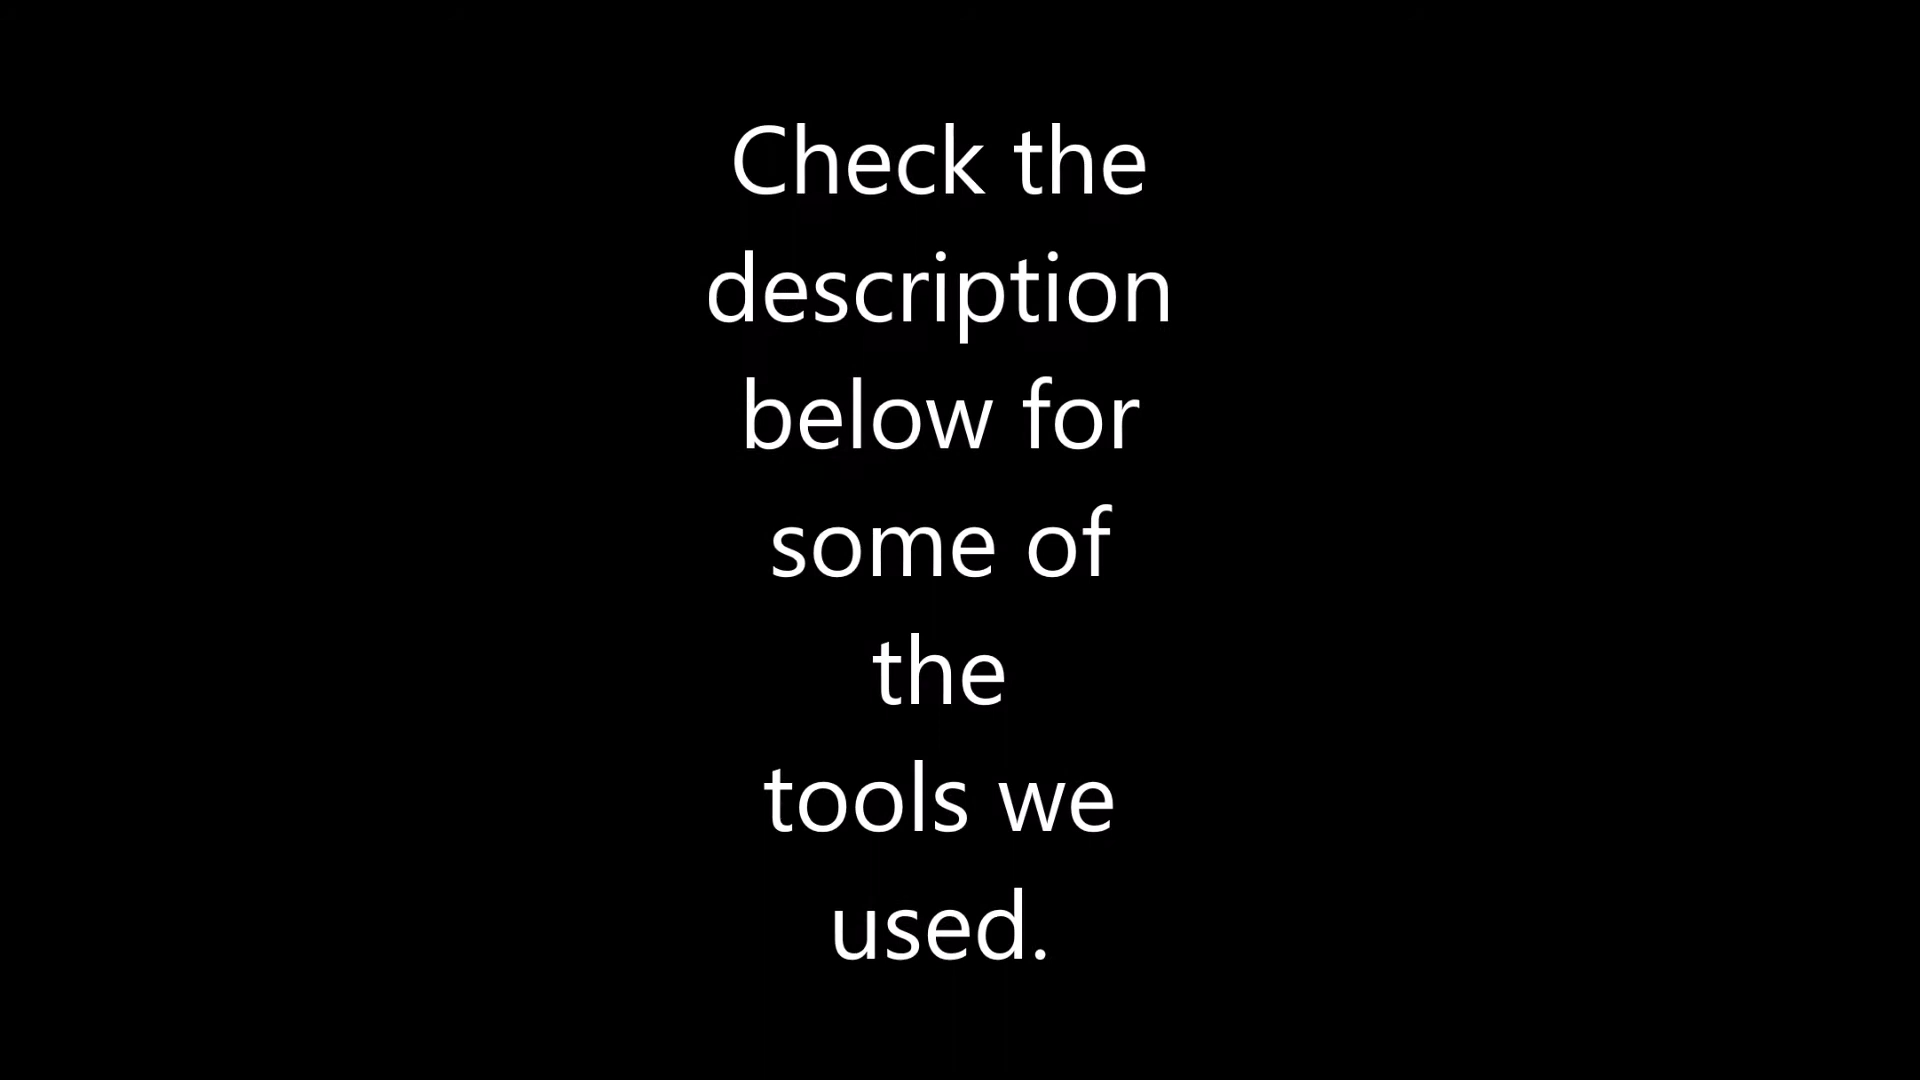 Check the
description
below for
some of
the
tools we
used.